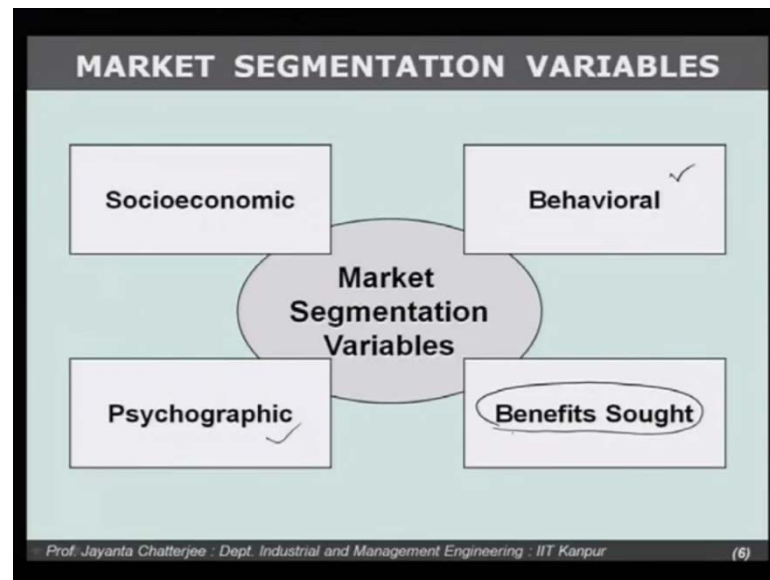 MARKET SEGMENTATION VARIABLES
Socioeconomic
Behavioral
Market
Segmentation
Variables
Psychographic
Benefits Sought
Prof. Jayanta Chatterjee : Dept. Industrial and Management Engineering : IIT Kanpur
(6)